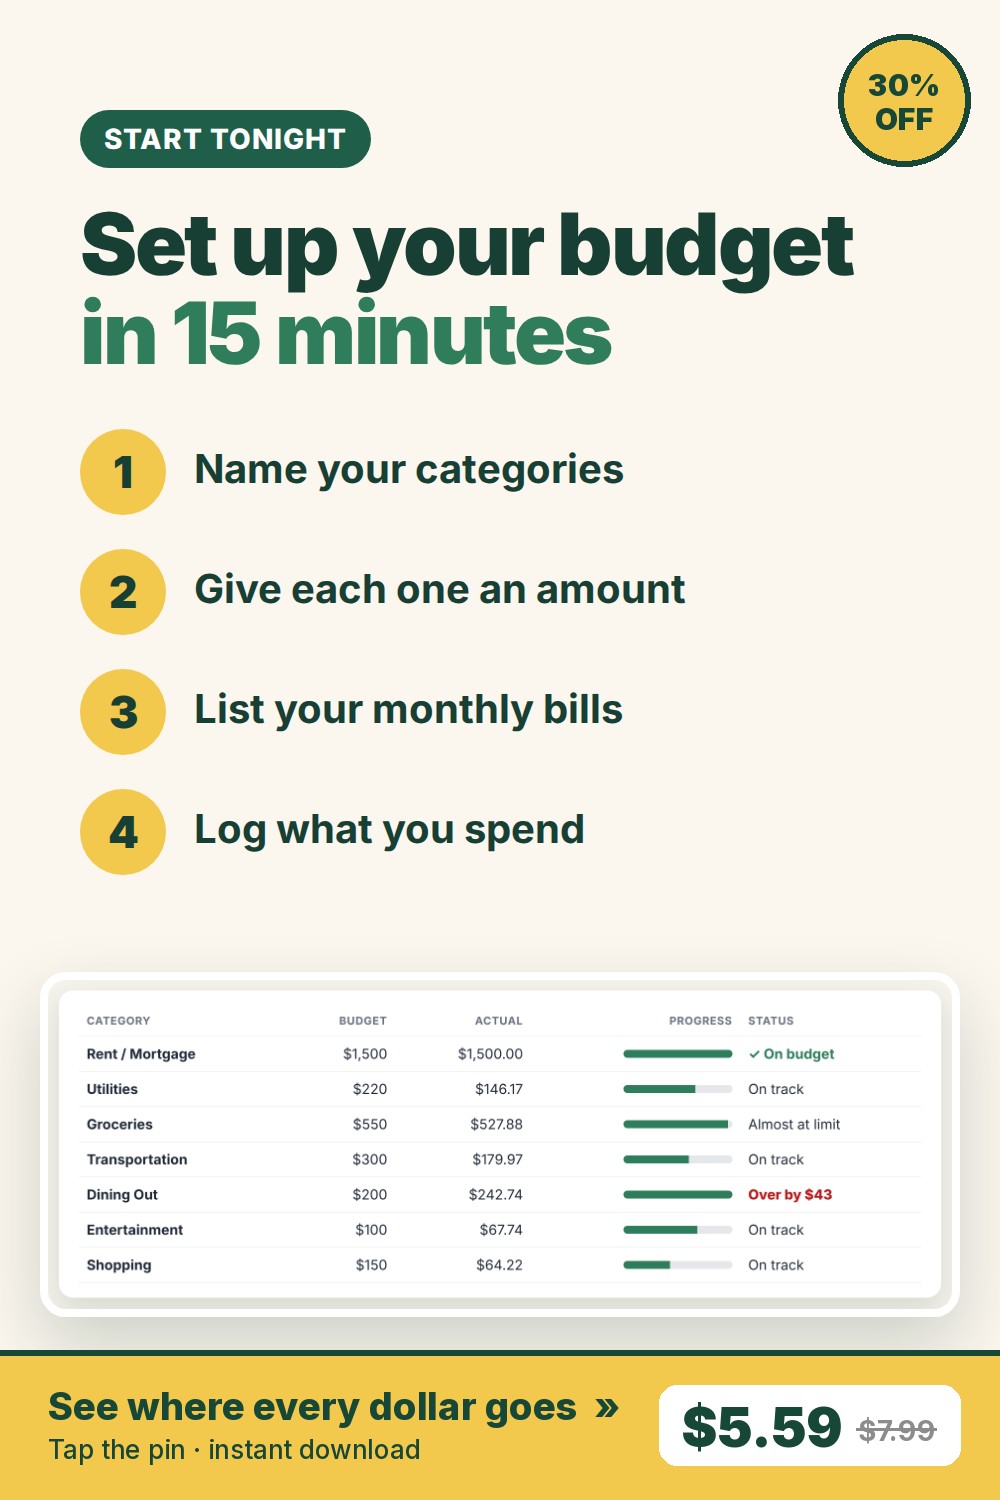 30%
OFF
START TONIGHT
Set up your budget
in 15 minutes
1 Name your categories
2 Give each one an amount
3 List your monthly bills
4 Log what you spend
CATEGORY BUDGET ACTUAL PROGRESS STATUS
Rent / Mortgage $1,500 $1,500.00 ✓ On budget
Utilities $220 $146.17 On track
Groceries $550 $527.88 Almost at limit
Transportation $300 $179.97 On track
Dining Out $200 $242.74 Over by $43
Entertainment $100 $67.74 On track
Shopping $150 $64.22 On track
See where every dollar goes »
Tap the pin · instant download
$5.59 $7.99